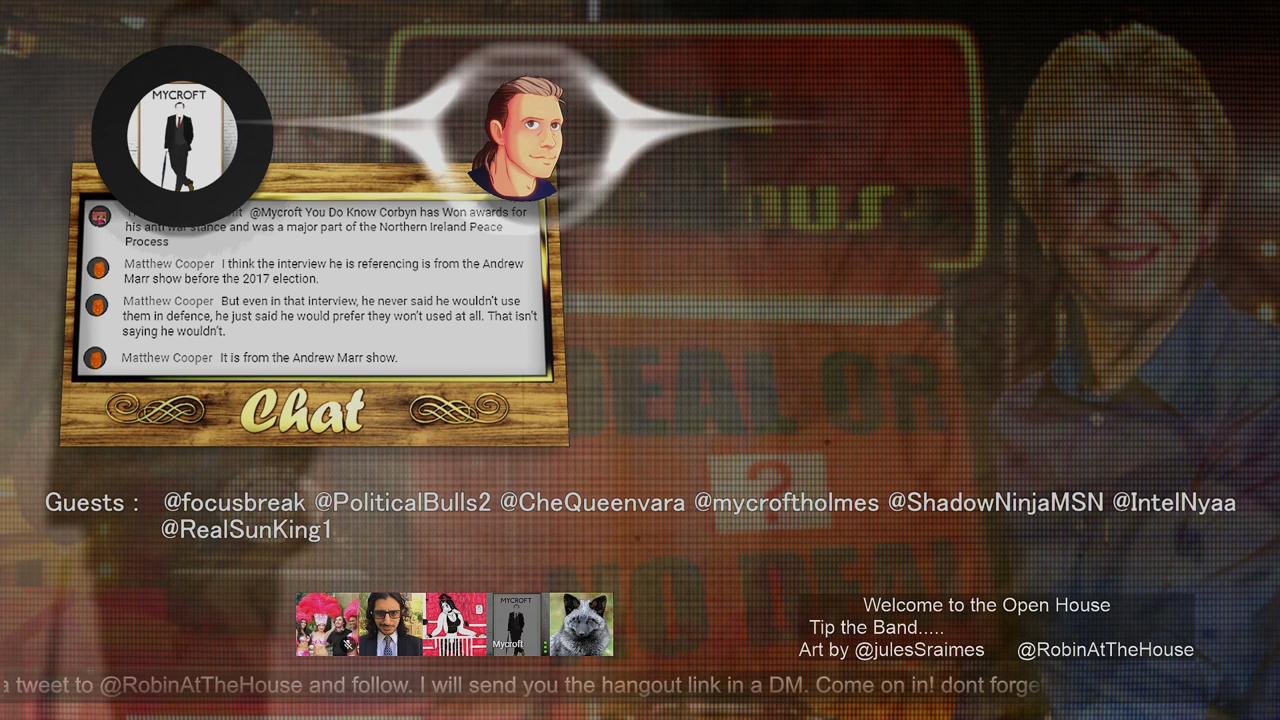 MYCROFT
@Mycroft You Do Know Corbyn has Won awards for
his anti war stance and was a major part of the Northern Ireland Peace
Process
Matthew Cooper I think the interview he is referencing is from the Andrew
Marr show before the 2017 election.
Matthew Cooper But even in that interview, he never said he wouldn't use
them in defence, he just said he would prefer they won't used at all. That isn't
saying he wouldn't.
Matthew Cooper It is from the Andrew Marr show.
Chat
DEAL OR
?
NO DEAL
Guests : @focusbreak @PoliticalBulls2 @CheQueenvara @mycroftholmes @ShadowNinjaMSN @IntelNyaa
@RealSunKing1
MYCROFT
Mycroft
Welcome to the Open House
Tip the Band.....
Art by @julesSraimes @RobinAtTheHouse
a tweet to @RobinAtTheHouse and follow. I will send you the hangout link in a DM. Come on in! dont forge